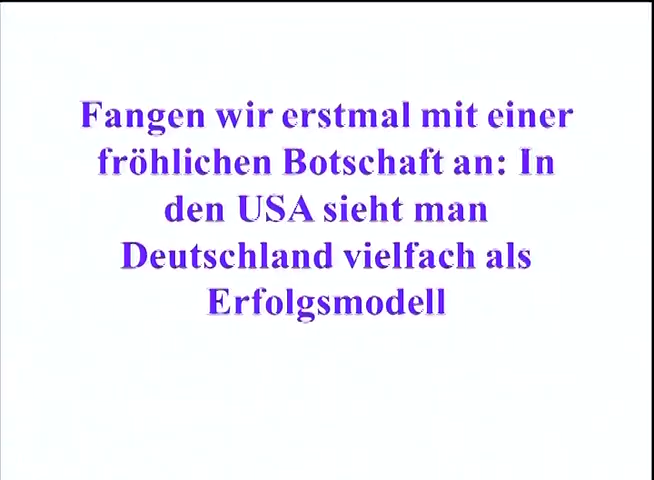 Fangen wir erstmal mit einer
fröhlichen Botschaft an: In
den USA sieht man
Deutschland vielfach als
Erfolgsmodell